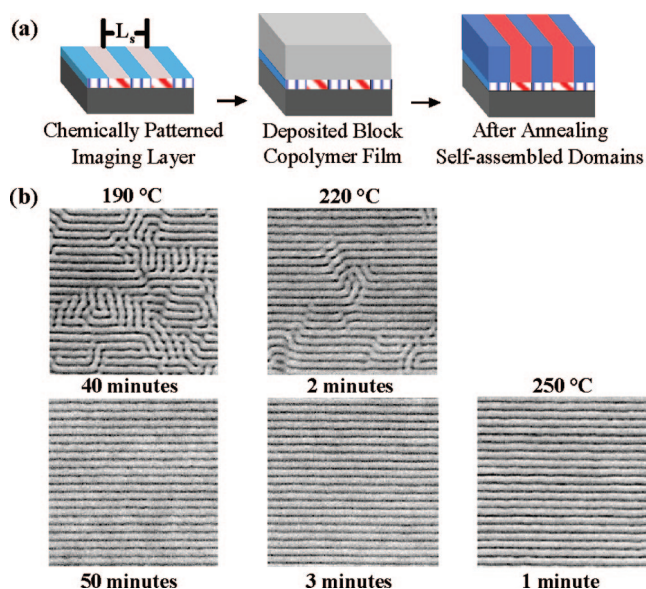 (a)
Ls
Chemically Patterned
Imaging Layer
Deposited Block
Copolymer Film
After Annealing
Self-assembled Domains
(b)
190 °C
220 °C
40 minutes
2 minutes
250 °C
50 minutes
3 minutes
1 minute